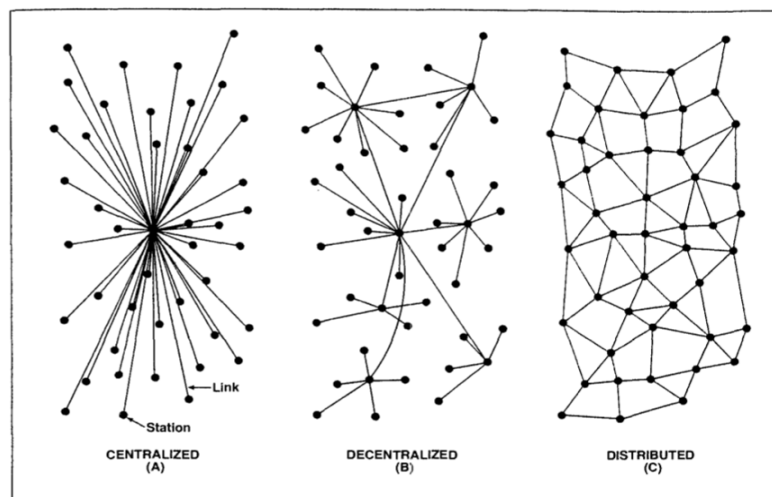 Link
Station
CENTRALIZED
(A)
DECENTRALIZED
(B)
DISTRIBUTED
(C)